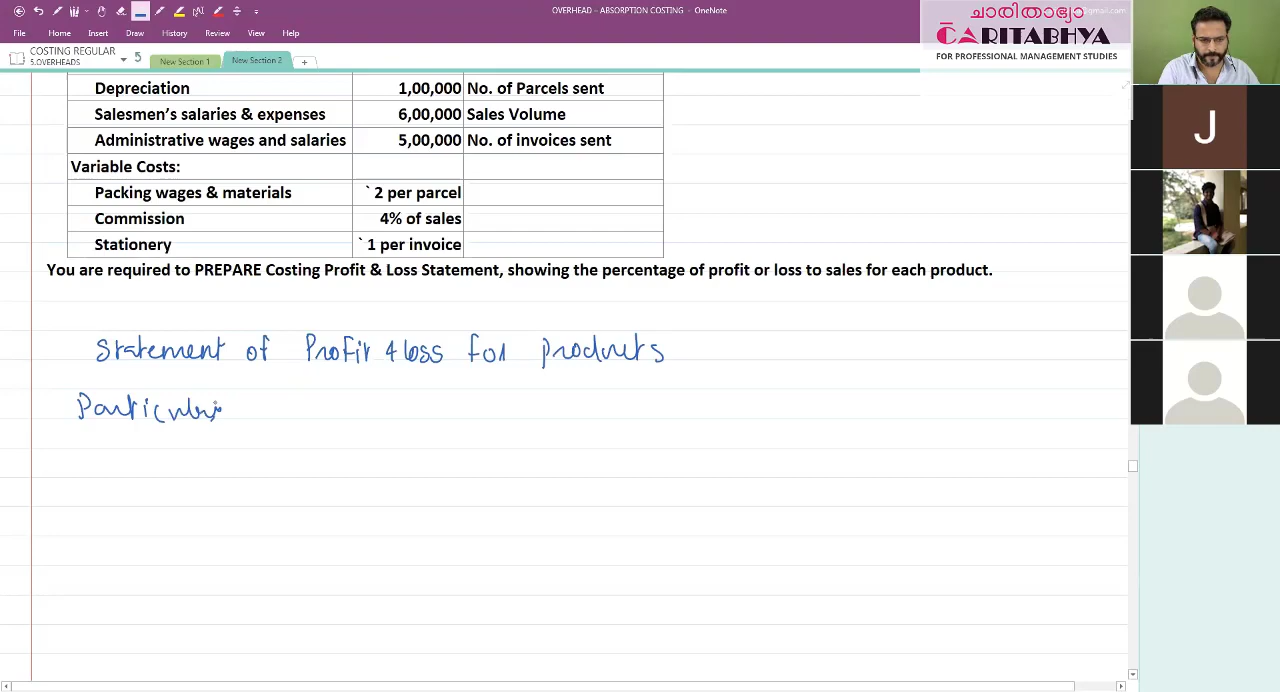 OVERHEAD – ABSORPTION COSTING - OneNote
ചാരിതാഭ്യാ
@gmail.com
CARITABHYA
FOR PROFESSIONAL MANAGEMENT STUDIES
File Home Insert Draw History Review View Help
COSTING REGULAR
5.OVERHEADS
5 New Section 1 New Section 2 +
Depreciation 1,00,000 No. of Parcels sent
Salesmen's salaries & expenses 6,00,000 Sales Volume
Administrative wages and salaries 5,00,000 No. of invoices sent
Variable Costs:
Packing wages & materials ` 2 per parcel
Commission 4% of sales
Stationery ` 1 per invoice
You are required to PREPARE Costing Profit & Loss Statement, showing the percentage of profit or loss to sales for each product.
Statement of Profit & loss for products
Particular
J